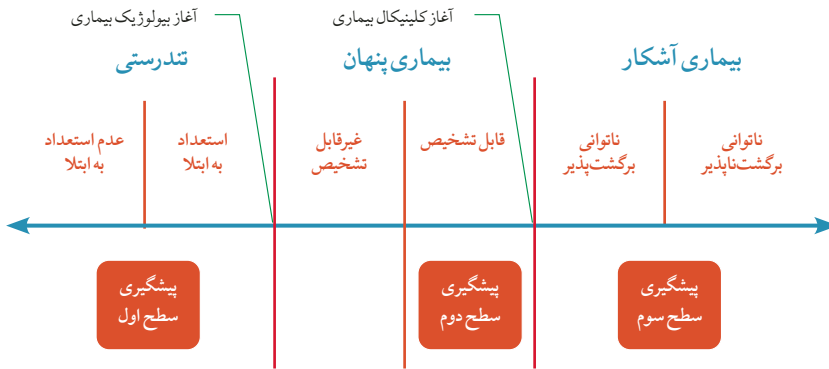 آغاز کلینیکال بیماری
آغاز بیولوژیک بیماری
بیماری آشکار
بیماری پنهان
تندرستی
ناتوانی
برگشت‌ناپذیر
ناتوانی
برگشت‌پذیر
قابل تشخیص
غیرقابل
تشخیص
استعداد
به ابتلا
عدم استعداد
به ابتلا
پیشگیری
سطح سوم
پیشگیری
سطح دوم
پیشگیری
سطح اول